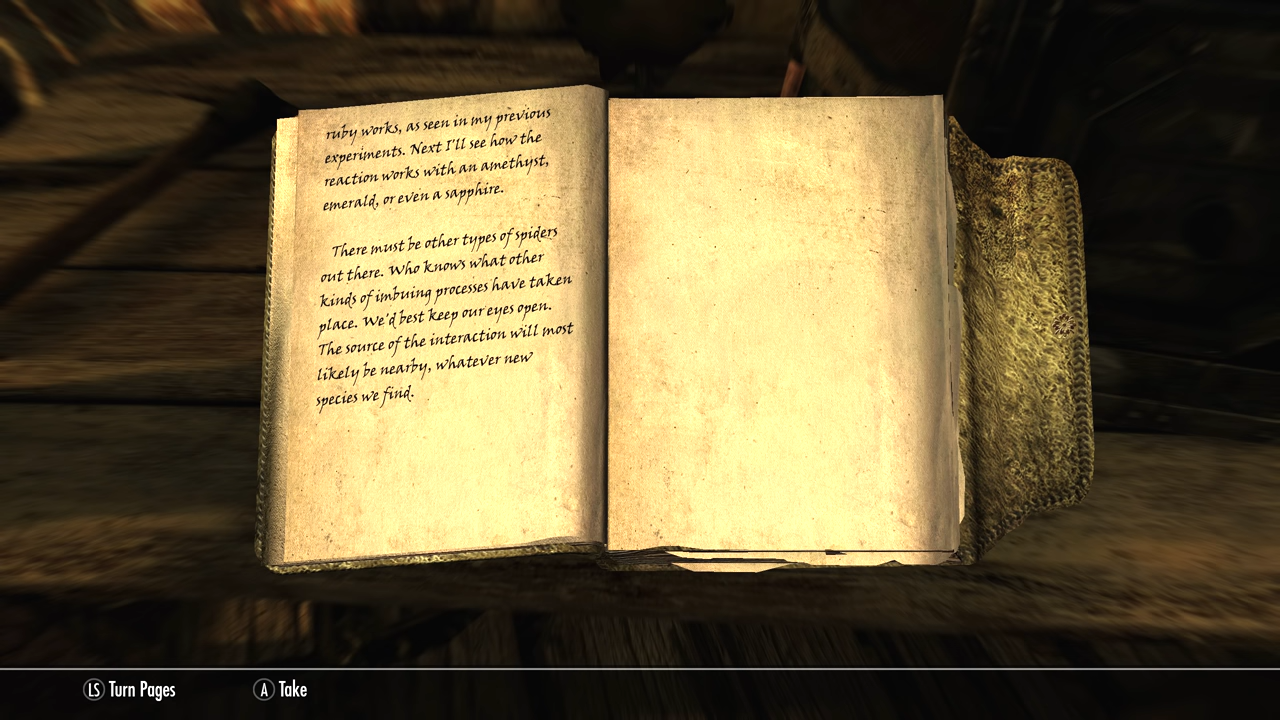 ruby works, as seen in my previous
experiments. Next I'll see how the
reaction works with an amethyst,
emerald, or even a sapphire.
There must be other types of spiders
out there. Who knows what other
kinds of imbuing processes have taken
place. We'd best keep our eyes open.
The source of the interaction will most
likely be nearby, whatever new
species we find.
LS Turn Pages
A Take